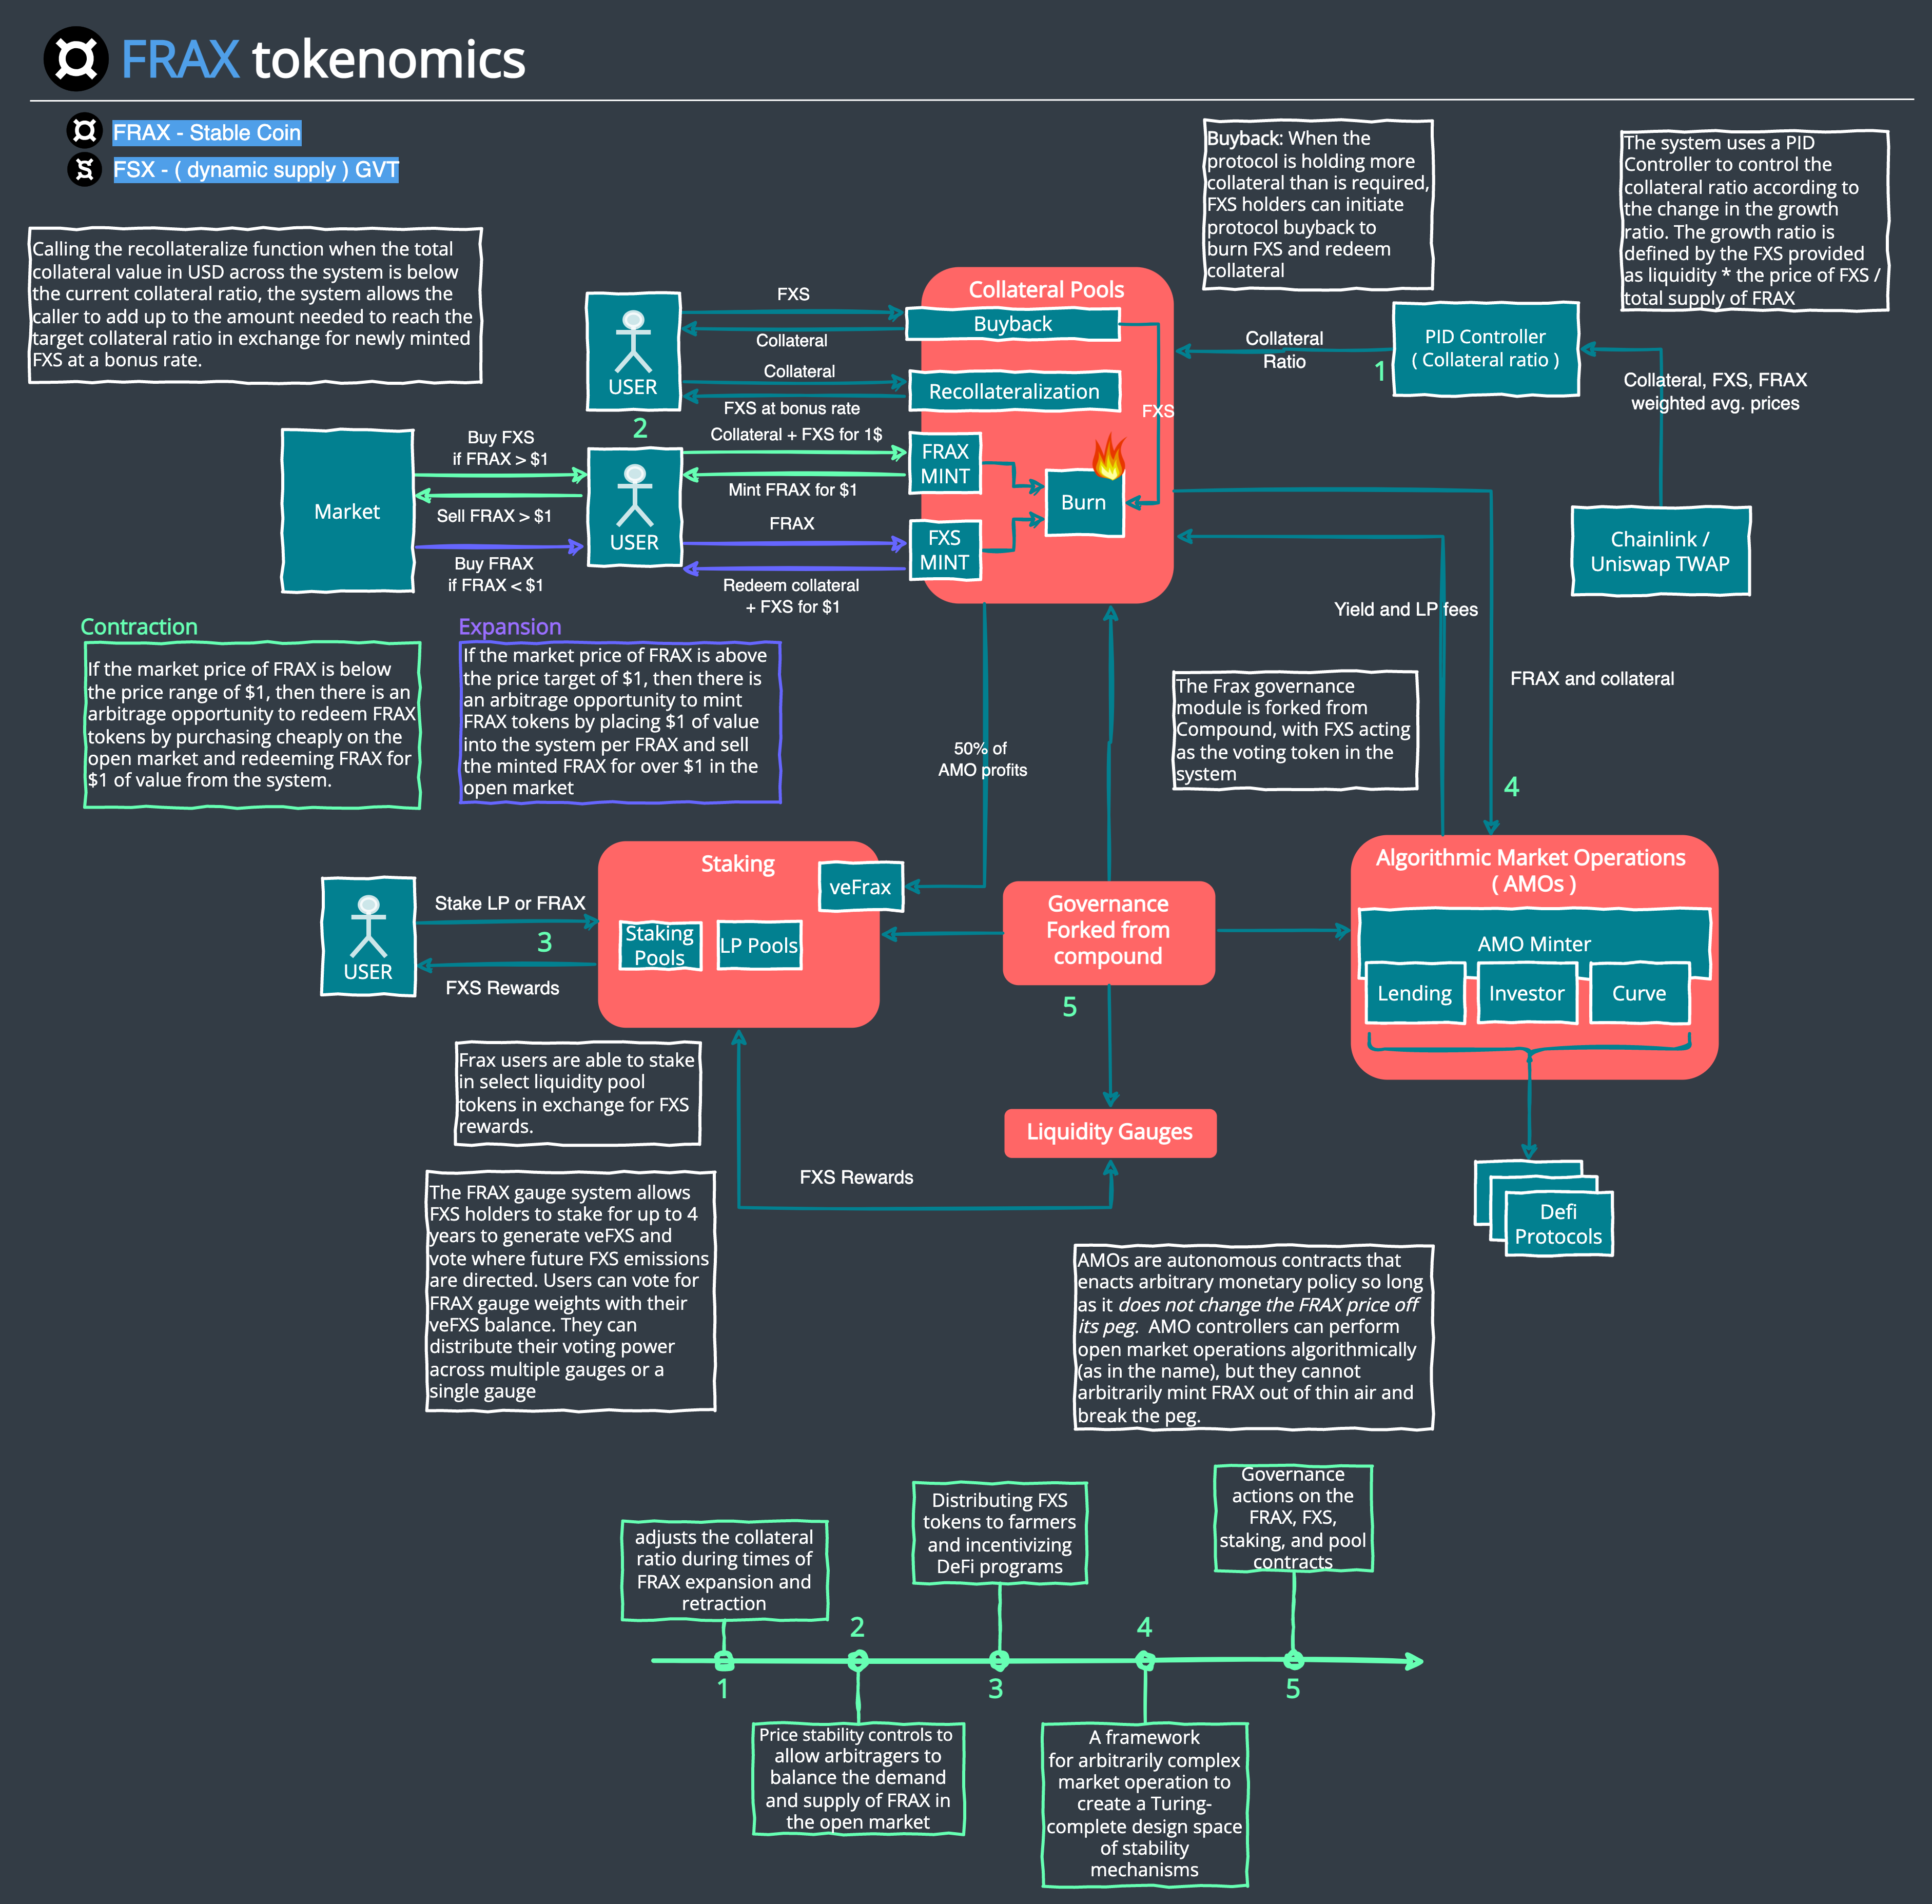 FRAX tokenomics
FRAX - Stable Coin
FSX - ( dynamic supply ) GVT
Calling the recollateralize function when the total
collateral value in USD across the system is below
the current collateral ratio, the system allows the
caller to add up to the amount needed to reach the
target collateral ratio in exchange for newly minted
FXS at a bonus rate.
Buyback: When the
protocol is holding more
collateral than is required,
FXS holders can initiate
protocol buyback to
burn FXS and redeem
collateral
The system uses a PID
Controller to control the
collateral ratio according to
the change in the growth
ratio. The growth ratio is
defined by the FXS provided
as liquidity * the price of FXS /
total supply of FRAX
USER
2
FXS
Collateral
Collateral
FXS at bonus rate
Collateral Pools
Buyback
Recollateralization
FXS
FRAX
MINT
FXS
MINT
Burn
Collateral
Ratio
1
PID Controller
( Collateral ratio )
Collateral, FXS, FRAX
weighted avg. prices
Chainlink /
Uniswap TWAP
Market
Buy FXS
if FRAX > $1
Sell FRAX > $1
Buy FRAX
if FRAX < $1
USER
Collateral + FXS for 1$
Mint FRAX for $1
FRAX
Redeem collateral
+ FXS for $1
Contraction
If the market price of FRAX is below
the price range of $1, then there is an
arbitrage opportunity to redeem FRAX
tokens by purchasing cheaply on the
open market and redeeming FRAX for
$1 of value from the system.
Expansion
If the market price of FRAX is above
the price target of $1, then there is
an arbitrage opportunity to mint
FRAX tokens by placing $1 of value
into the system per FRAX and sell
the minted FRAX for over $1 in the
open market
50% of
AMO profits
Yield and LP fees
FRAX and collateral
The Frax governance
module is forked from
Compound, with FXS acting
as the voting token in the
system
4
USER
Stake LP or FRAX
3
FXS Rewards
Staking
veFrax
Staking
Pools
LP Pools
Governance
Forked from
compound
5
Algorithmic Market Operations
( AMOs )
AMO Minter
Lending
Investor
Curve
Frax users are able to stake
in select liquidity pool
tokens in exchange for FXS
rewards.
Liquidity Gauges
FXS Rewards
Defi
Protocols
The FRAX gauge system allows
FXS holders to stake for up to 4
years to generate veFXS and
vote where future FXS emissions
are directed. Users can vote for
FRAX gauge weights with their
veFXS balance. They can
distribute their voting power
across multiple gauges or a
single gauge
AMOs are autonomous contracts that
enacts arbitrary monetary policy so long
as it does not change the FRAX price off
its peg. AMO controllers can perform
open market operations algorithmically
(as in the name), but they cannot
arbitrarily mint FRAX out of thin air and
break the peg.
adjusts the collateral
ratio during times of
FRAX expansion and
retraction
Distributing FXS
tokens to farmers
and incentivizing
DeFi programs
Governance
actions on the
FRAX, FXS,
staking, and pool
contracts
1
2
3
4
5
Price stability controls to
allow arbitragers to
balance the demand
and supply of FRAX in
the open market
A framework
for arbitrarily complex
market operation to
create a Turing-
complete design space
of stability
mechanisms